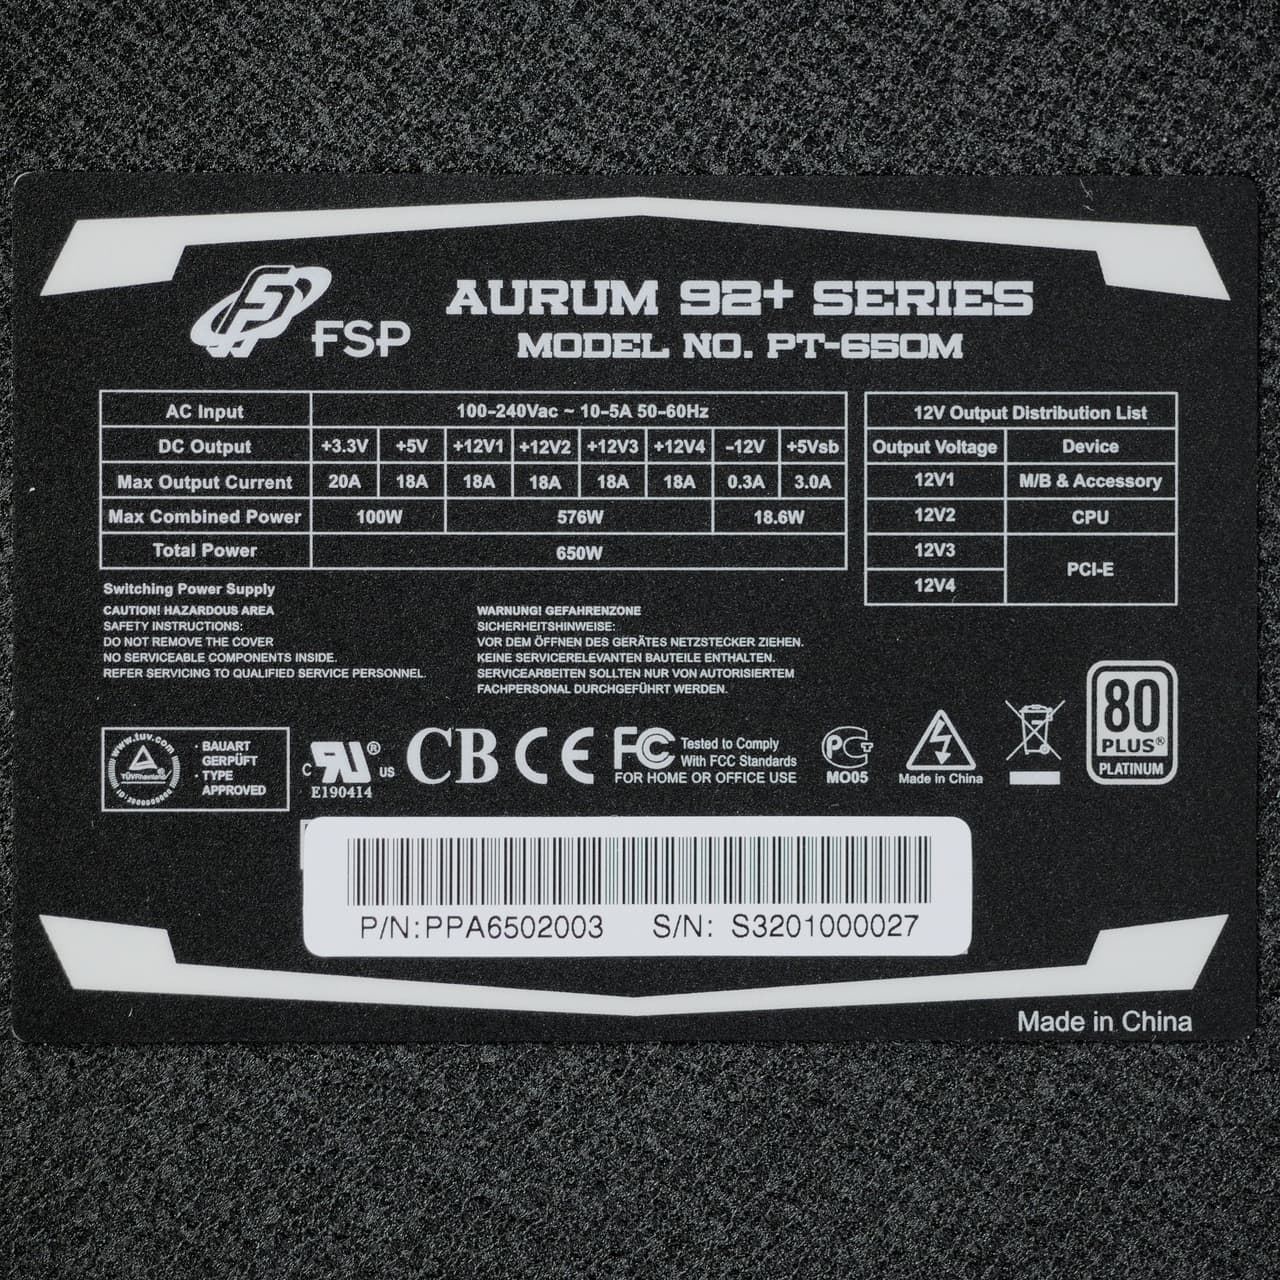 FSP
AURUM 92+ SERIES
MODEL NO. PT-650M
AC Input 100-240Vac ~ 10-5A 50-60Hz
DC Output +3.3V +5V +12V1 +12V2 +12V3 +12V4 -12V +5Vsb
Max Output Current 20A 18A 18A 18A 18A 18A 0.3A 3.0A
Max Combined Power 100W 576W 18.6W
Total Power 650W
12V Output Distribution List
Output Voltage Device
12V1 M/B & Accessory
12V2 CPU
12V3
PCI-E
12V4
Switching Power Supply
CAUTION! HAZARDOUS AREA
SAFETY INSTRUCTIONS:
DO NOT REMOVE THE COVER
NO SERVICEABLE COMPONENTS INSIDE.
REFER SERVICING TO QUALIFIED SERVICE PERSONNEL.
WARNUNG! GEFAHRENZONE
SICHERHEITSHINWEISE:
VOR DEM ÖFFNEN DES GERÄTES NETZSTECKER ZIEHEN.
KEINE SERVICERELEVANTEN BAUTEILE ENTHALTEN.
SERVICEARBEITEN SOLLTEN NUR VON AUTORISIERTEM
FACHPERSONAL DURCHGEFÜHRT WERDEN.
www.tuv.com
TÜVRheinland
· BAUART
GERPÜFT
· TYPE
APPROVED
c RU ® us
E190414
CB CE FC
Tested to Comply
With FCC Standards
FOR HOME OR OFFICE USE
MO05
Made in China
80
PLUS®
PLATINUM
P/N:PPA6502003 S/N: S3201000027
Made in China